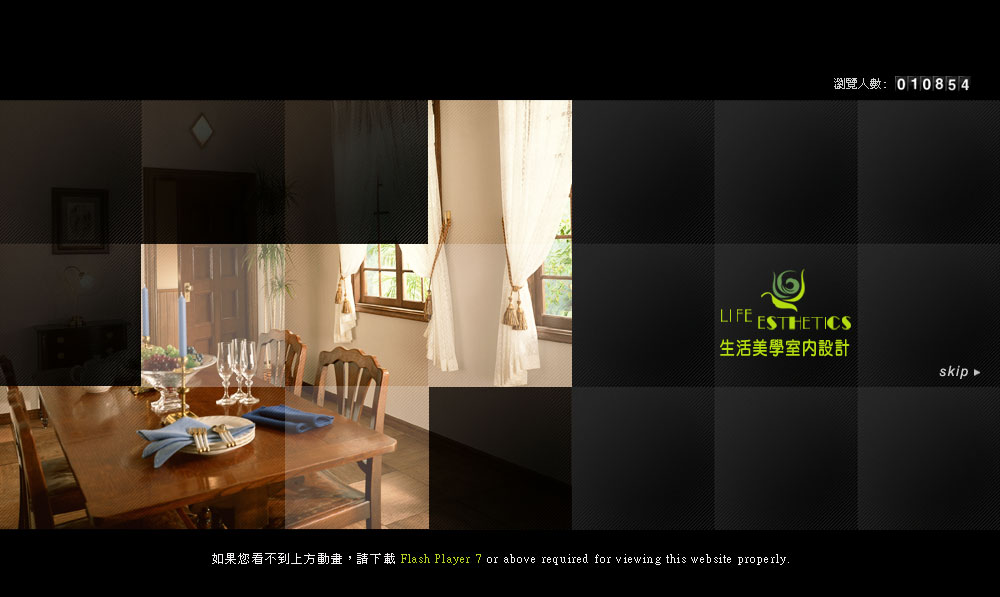 瀏覽人數: 010854
LIFE ESTHETICS
生活美學室內設計
skip
如果您看不到上方動畫，請下載 Flash Player 7 or above required for viewing this website properly.